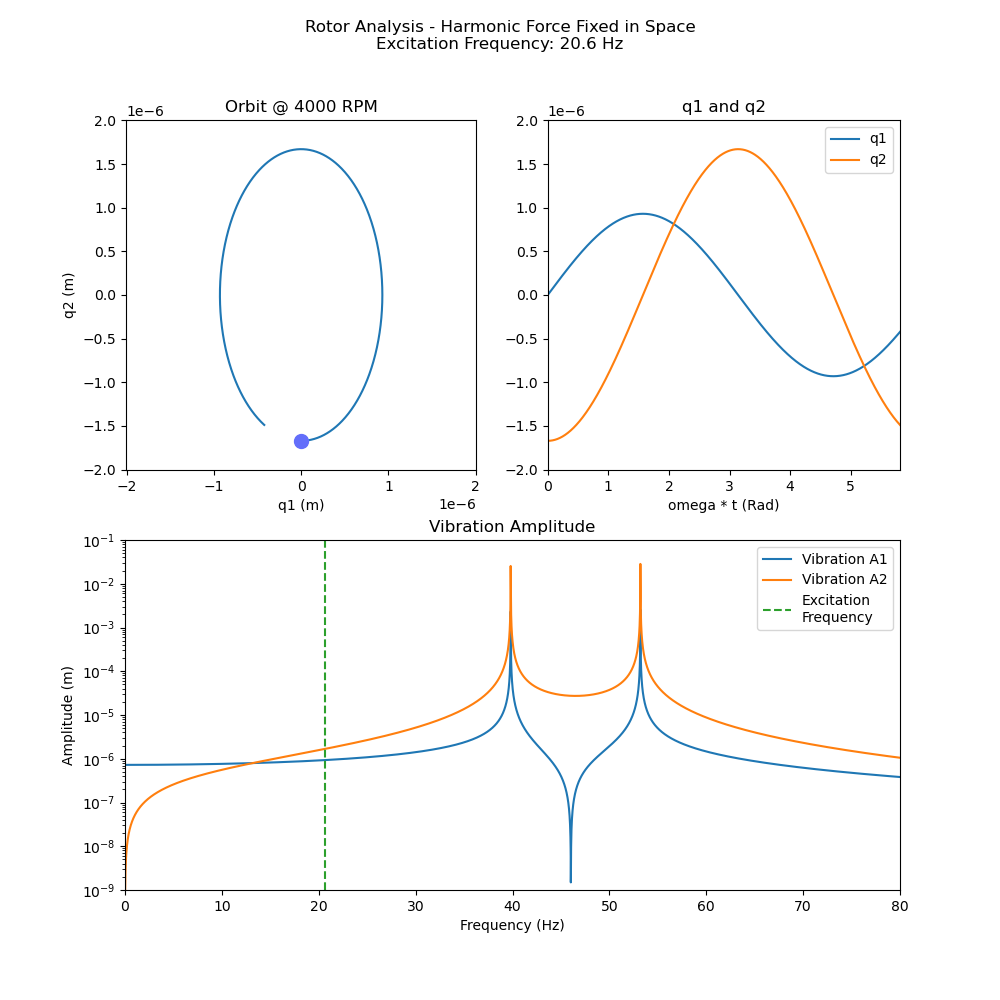 Rotor Analysis - Harmonic Force Fixed in Space
Excitation Frequency: 20.6 Hz
Orbit @ 4000 RPM
1e−6
2.0
1.5
1.0
0.5
0.0
−0.5
−1.0
−1.5
−2.0
q2 (m)
−2
−1
0
1
2
q1 (m)
1e−6
q1 and q2
1e−6
q1
q2
2.0
1.5
1.0
0.5
0.0
−0.5
−1.0
−1.5
−2.0
0
1
2
3
4
5
omega * t (Rad)
Vibration Amplitude
Vibration A1
Vibration A2
Excitation
Frequency
10⁻¹
10⁻²
10⁻³
10⁻⁴
10⁻⁵
10⁻⁶
10⁻⁷
10⁻⁸
10⁻⁹
Amplitude (m)
0
10
20
30
40
50
60
70
80
Frequency (Hz)